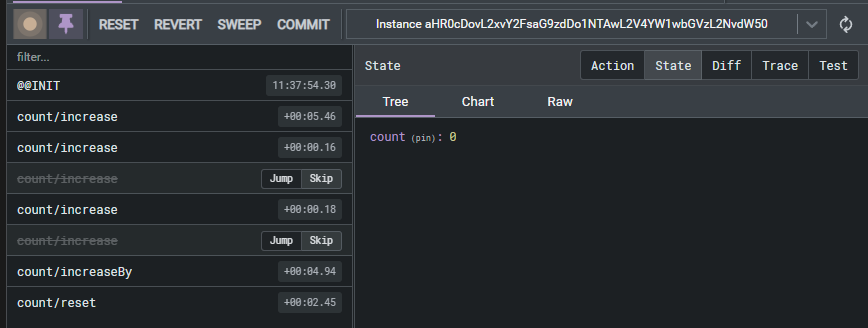 RESET REVERT SWEEP COMMIT Instance aHR0cDovL2xvY2FsaG9zdDo1NTAwL2V4YW1wbGVzL2NvdW50
filter...
@@INIT 11:37:54.30
count/increase +00:05.46
count/increase +00:00.16
count/increase Jump Skip
count/increase +00:00.18
count/increase Jump Skip
count/increaseBy +00:04.94
count/reset +00:02.45
State Action State Diff Trace Test
Tree Chart Raw
count (pin): 0